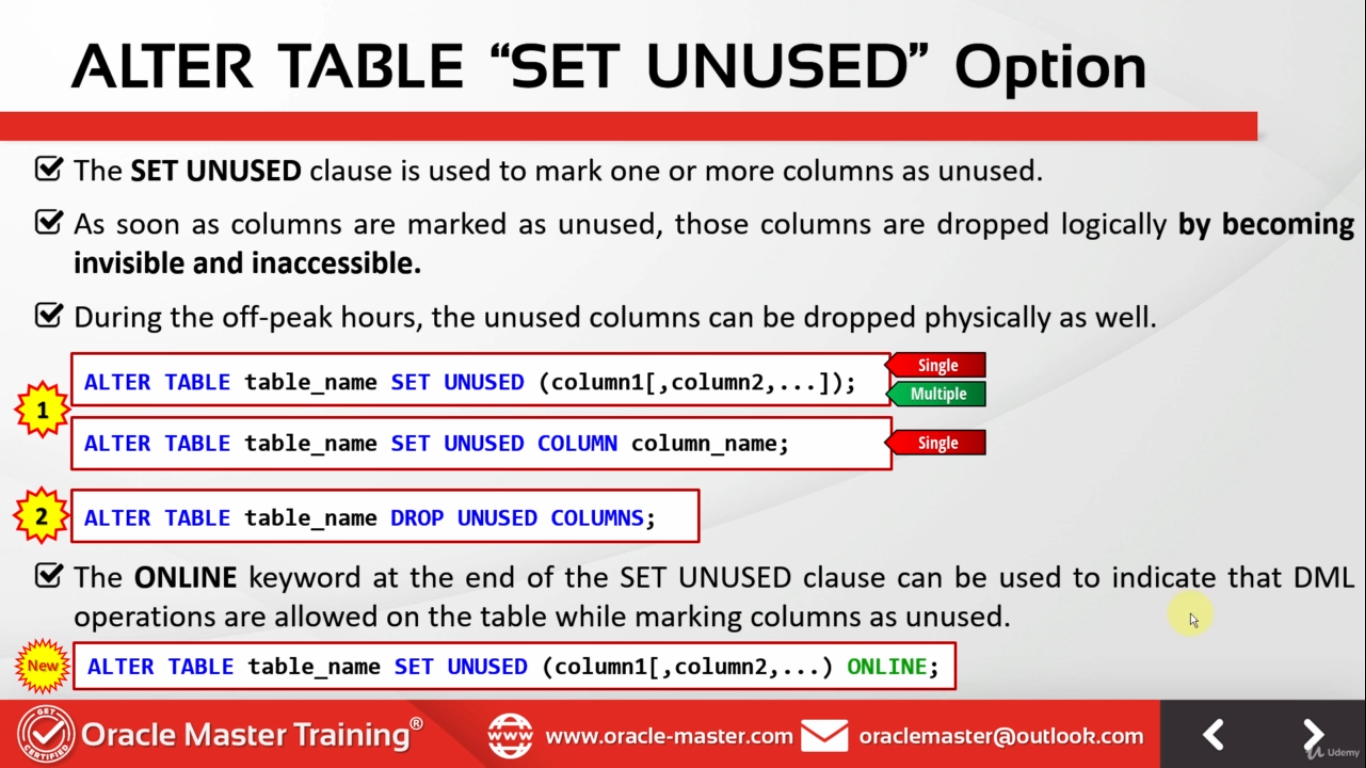 ALTER TABLE “SET UNUSED” Option
The SET UNUSED clause is used to mark one or more columns as unused.
As soon as columns are marked as unused, those columns are dropped logically by becoming
invisible and inaccessible.
During the off-peak hours, the unused columns can be dropped physically as well.
1
ALTER TABLE table_name SET UNUSED (column1[,column2,...]);
Single
Multiple
ALTER TABLE table_name SET UNUSED COLUMN column_name;
Single
2
ALTER TABLE table_name DROP UNUSED COLUMNS;
The ONLINE keyword at the end of the SET UNUSED clause can be used to indicate that DML
operations are allowed on the table while marking columns as unused.
New
ALTER TABLE table_name SET UNUSED (column1[,column2,...) ONLINE;
GET
CERTIFIED
Oracle Master Training®
www
www.oracle-master.com
oraclemaster@outlook.com
Udemy